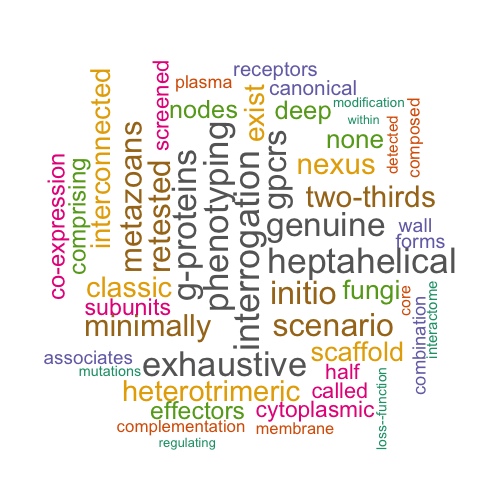 receptors
plasma
canonical
screened
interconnected
nodes
exist
deep
modification
within
metazoans
g-proteins
phenotyping
interrogation
gpcrs
none
detected
composed
co-expression
comprising
retested
nexus
two-thirds
genuine
wall
forms
heptahelical
classic
initio
fungi
core
combination
interactome
subunits
minimally
scenario
associates
mutations
exhaustive
scaffold
half
heterotrimeric
called
effectors
cytoplasmic
complementation
membrane
regulating
loss--function